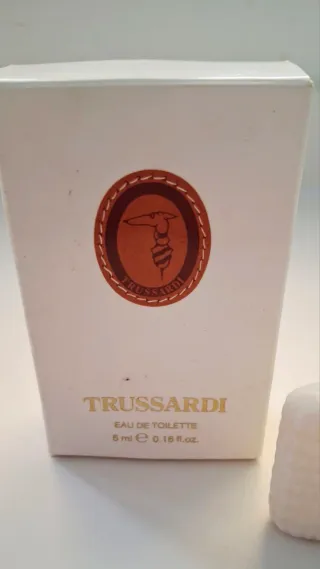 TRUSSARDI
TRUSSARDI
EAU DE TOILETTE
5 ml ℮ 0.16 fl.oz.